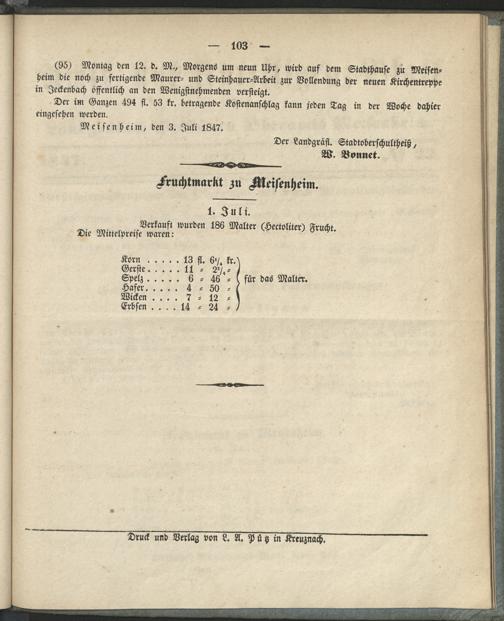 — 103 —
(95) Montag den 12. d. M., Morgens um neun Uhr, wird auf dem Stadthause zu Meisen-
heim die noch zu fertigende Maurer- und Steinhauer-Arbeit zur Vollendung der neuen Kirchentreppe
in Jeckenbach öffentlich an den Wenigstnehmenden versteigt.
Der im Ganzen 494 fl. 53 kr. betragende Kostenanschlag kann jeden Tag in der Woche dahier
eingesehen werden.
Meisenheim, den 3. Juli 1847.
Der Landgräfl. Stadtoberschultheiß,
W. Bonnet.
Fruchtmarkt zu Meisenheim.
1. Juli.
Verkauft wurden 186 Malter (Hectoliter) Frucht.
Die Mittelpreise waren:
Korn ..... 13 fl. 6¼ kr.
Gerste ..... 11 = 2¾ =
Spelz ..... 6 = 46 = für das Malter.
Hafer ..... 4 = 50 =
Wicken .... 7 = 12 =
Erbsen .... 14 = 24 =
Druck und Verlag von L. A. Pütz in Kreuznach.